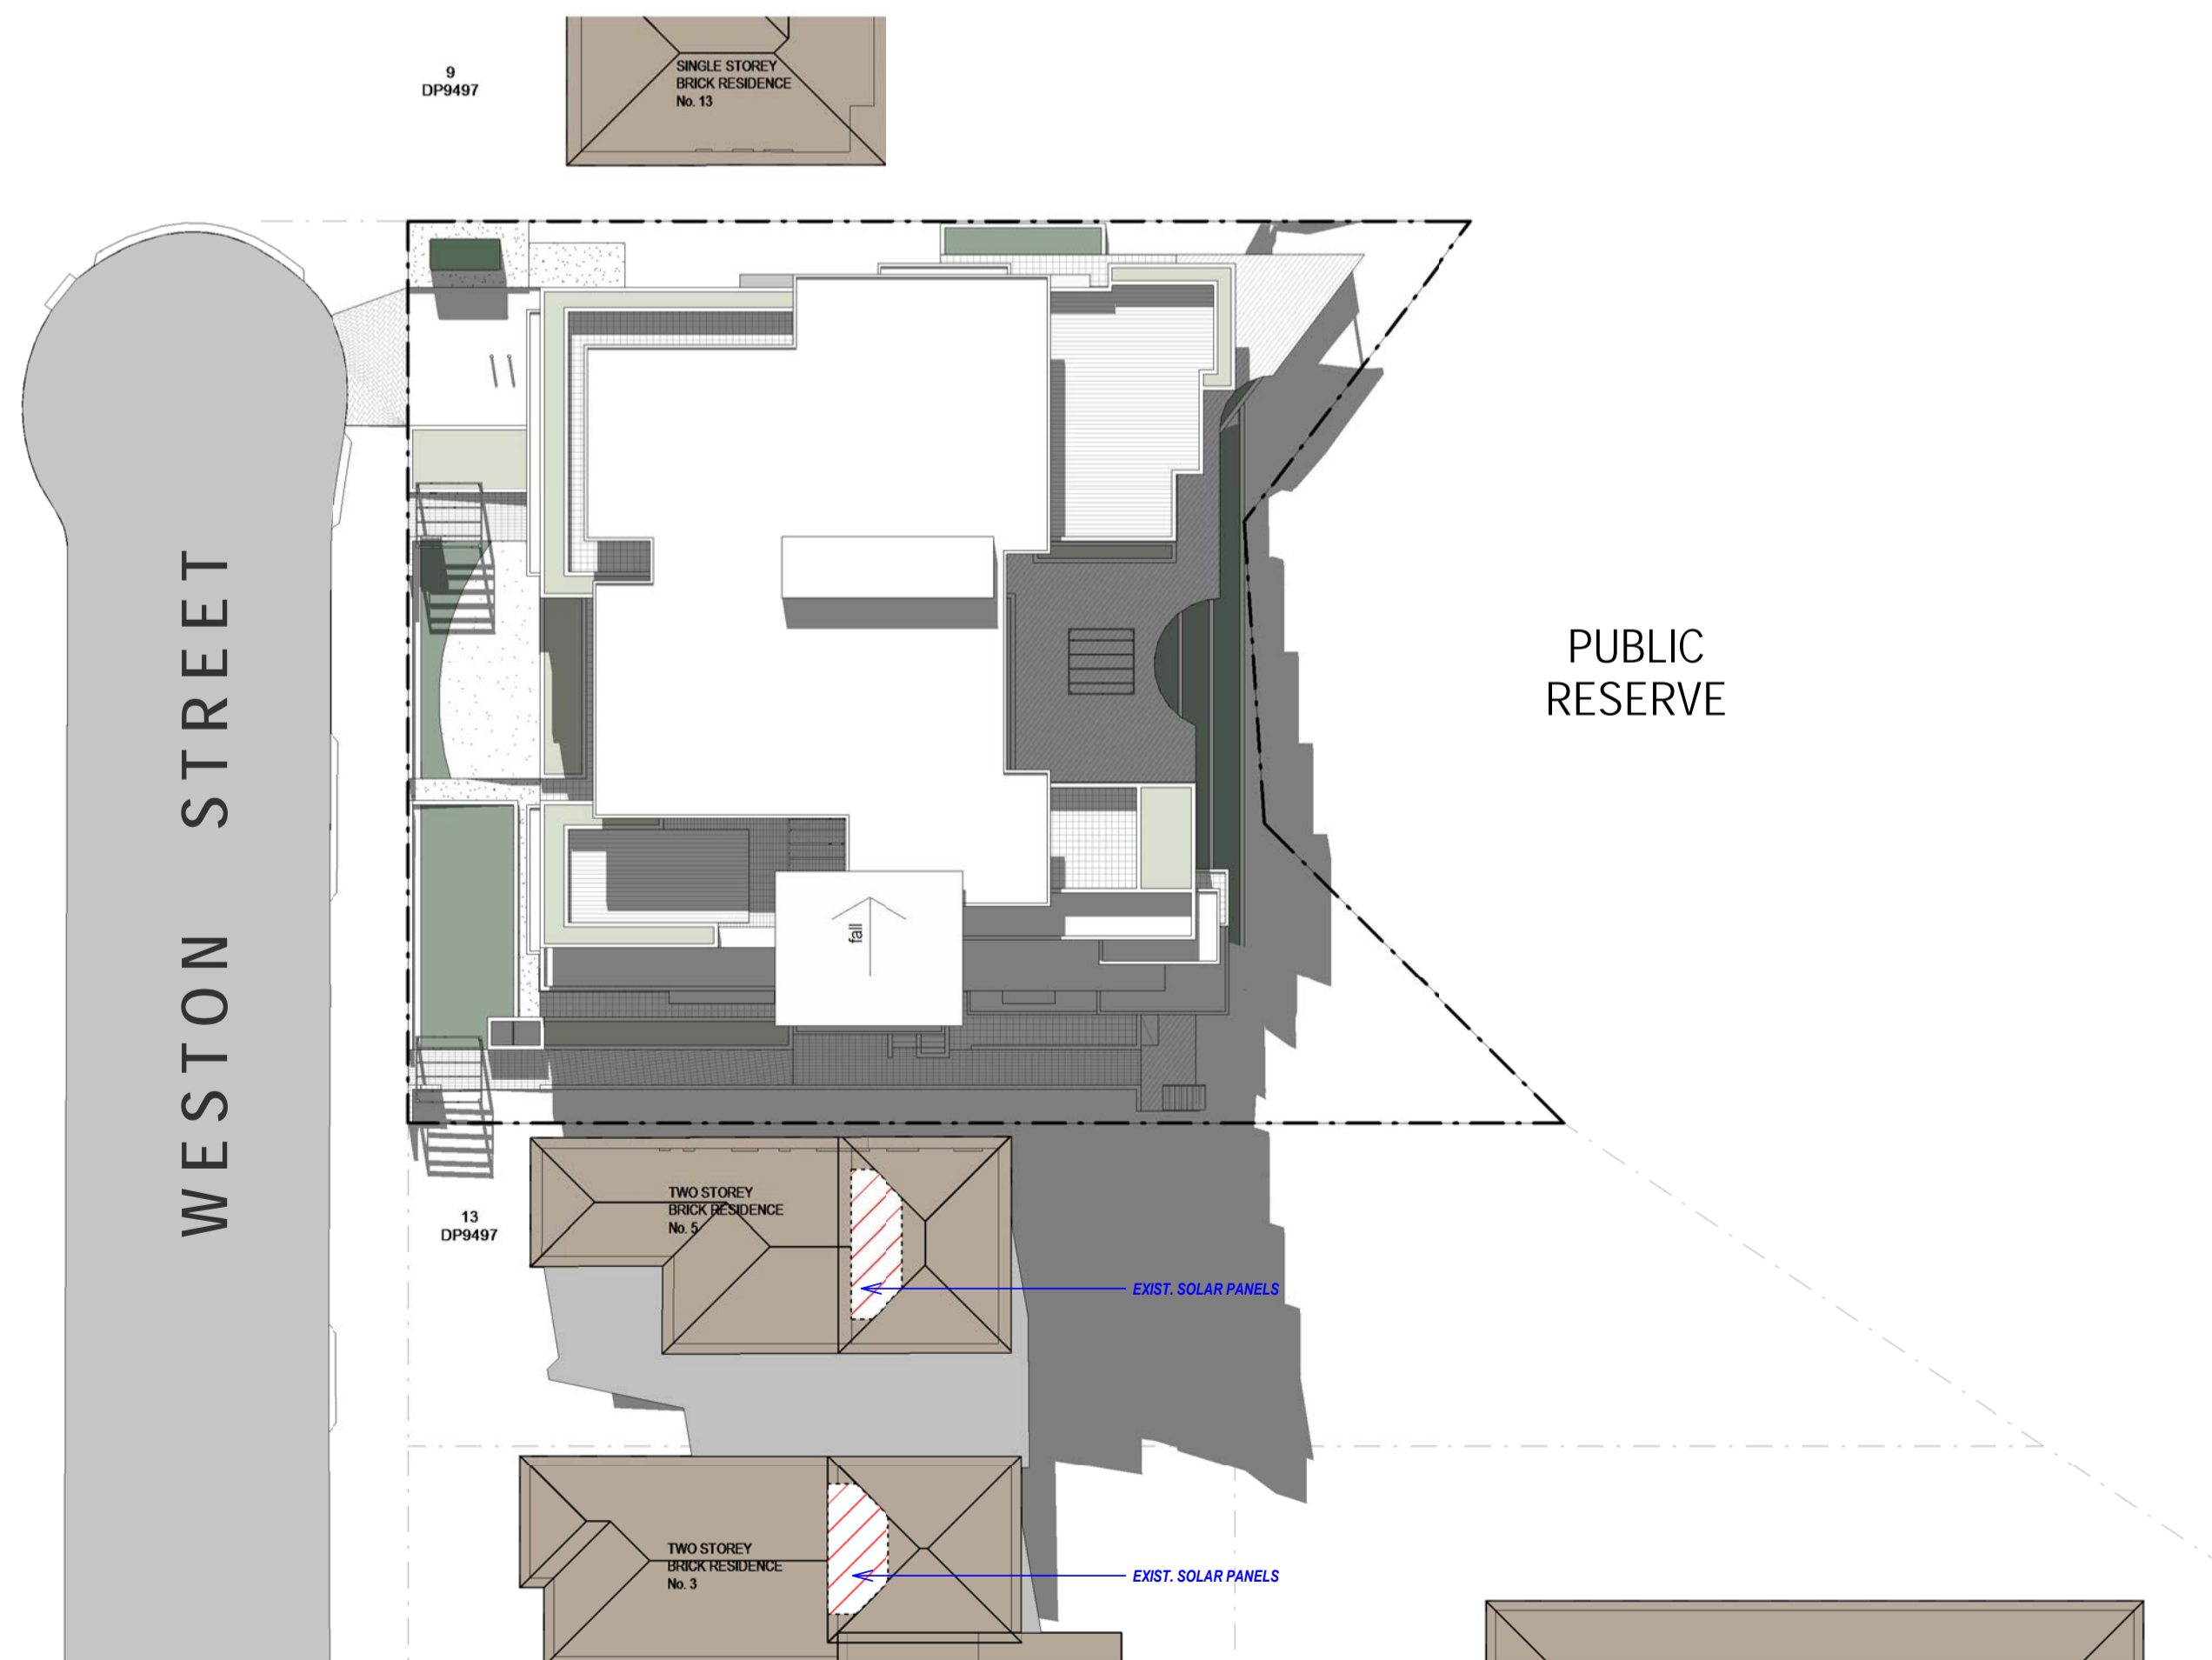 SINGLE STOREY
BRICK RESIDENCE
No. 13
9
DP9497
WESTON STREET
PUBLIC
RESERVE
fall
TWO STOREY
BRICK RESIDENCE
No. 5
13
DP9497
EXIST. SOLAR PANELS
TWO STOREY
BRICK RESIDENCE
No. 3
EXIST. SOLAR PANELS